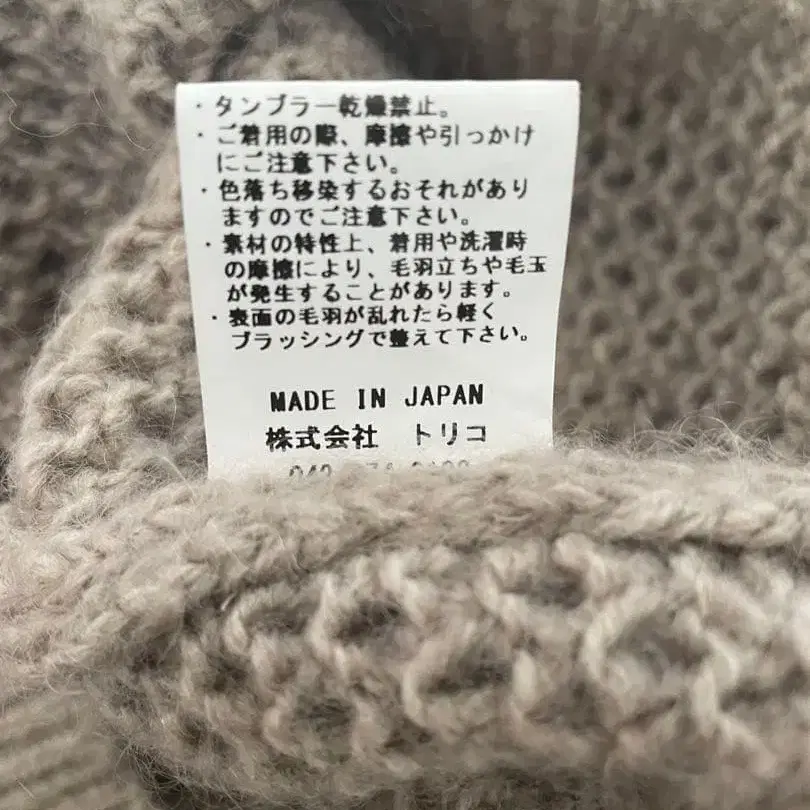 ・タンブラー乾燥禁止。
・ご着用の際、摩擦や引っかけ
にご注意下さい。
・色落ち移染するおそれがあり
ますのでご注意下さい。
・素材の特性上、着用や洗濯時
の摩擦により、毛羽立ちや毛玉
が発生することがあります。
・表面の毛羽が乱れたら軽く
ブラッシングで整えて下さい。
MADE IN JAPAN
株式会社 トリコ